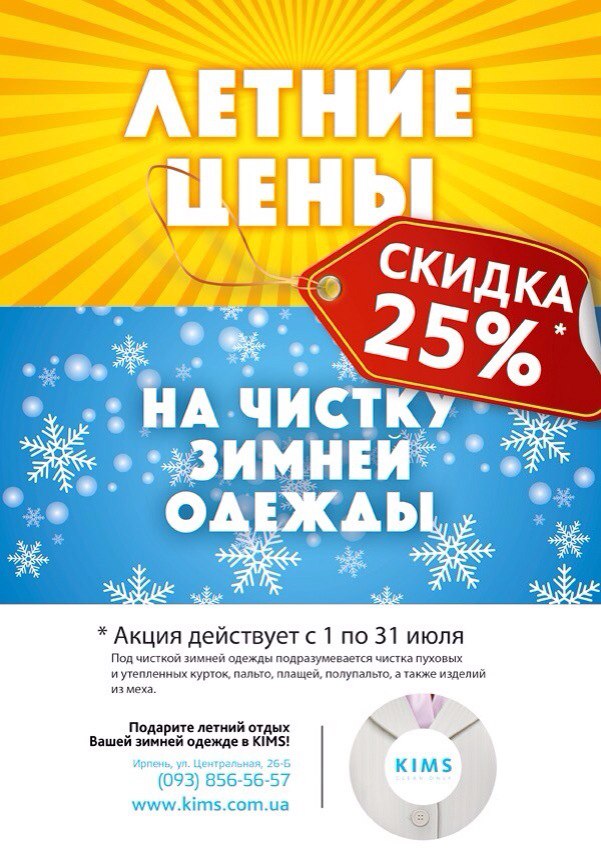 ЛЕТНИЕ
ЦЕНЫ
СКИДКА
25% *
НА ЧИСТКУ
ЗИМНЕЙ
ОДЕЖДЫ
* Акция действует с 1 по 31 июля
Под чисткой зимней одежды подразумевается чистка пуховых
и утепленных курток, пальто, плащей, полупальто, а также изделий
из меха.
Подарите летний отдых
Вашей зимней одежде в KIMS!
Ирпень, ул. Центральная, 26-Б
(093) 856-56-57
www.kims.com.ua
KIMS
CLEAN ONLY